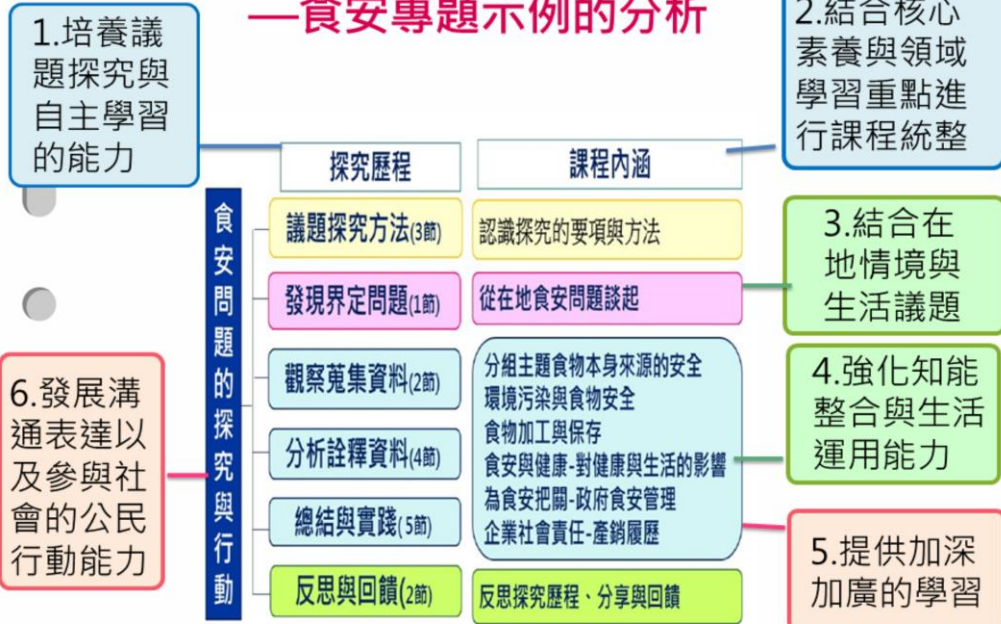 —食安專題示例的分析
1.培養議
題探究與
自主學習
的能力
2.結合核心
素養與領域
學習重點進
行課程統整
探究歷程
課程內涵
食安問題的探究與行動
議題探究方法(3節)
認識探究的要項與方法
發現界定問題(1節)
從在地食安問題談起
觀察蒐集資料(2節)
分析詮釋資料(4節)
總結與實踐(5節)
分組主題食物本身來源的安全
環境污染與食物安全
食物加工與保存
食安與健康-對健康與生活的影響
為食安把關-政府食安管理
企業社會責任-產銷履歷
反思與回饋(2節)
反思探究歷程、分享與回饋
3.結合在
地情境與
生活議題
4.強化知能
整合與生活
運用能力
5.提供加深
加廣的學習
6.發展溝
通表達以
及參與社
會的公民
行動能力